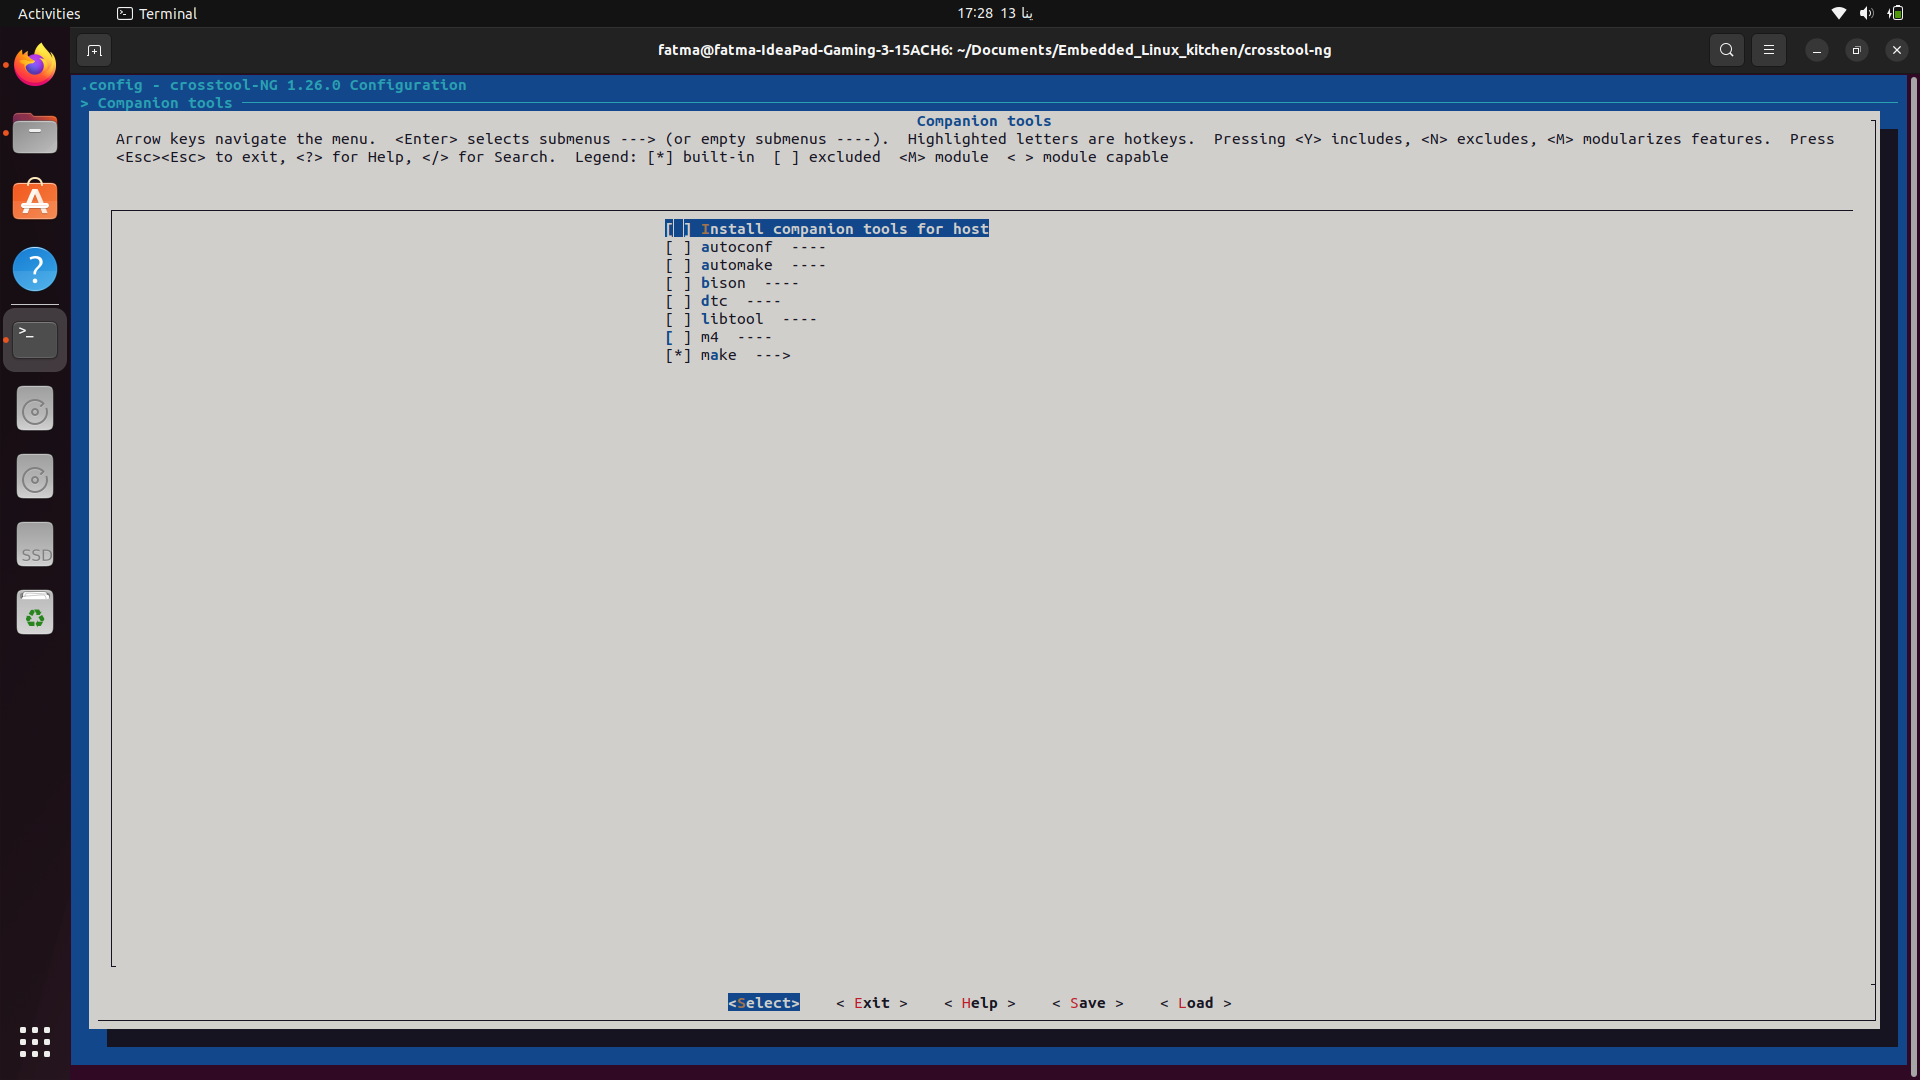 Activities Terminal 17:28 13 ينا
fatma@fatma-IdeaPad-Gaming-3-15ACH6: ~/Documents/Embedded_Linux_kitchen/crosstool-ng
.config - crosstool-NG 1.26.0 Configuration
> Companion tools
Companion tools
Arrow keys navigate the menu.  <Enter> selects submenus ---> (or empty submenus ----).  Highlighted letters are hotkeys.  Pressing <Y> includes, <N> excludes, <M> modularizes features.  Press
<Esc><Esc> to exit, <?> for Help, </> for Search.  Legend: [*] built-in  [ ] excluded  <M> module  < > module capable
[ ] Install companion tools for host
[ ] autoconf  ----
[ ] automake  ----
[ ] bison  ----
[ ] dtc  ----
[ ] libtool  ----
[ ] m4  ----
[*] make  --->
SSD
<Select>    < Exit >    < Help >    < Save >    < Load >